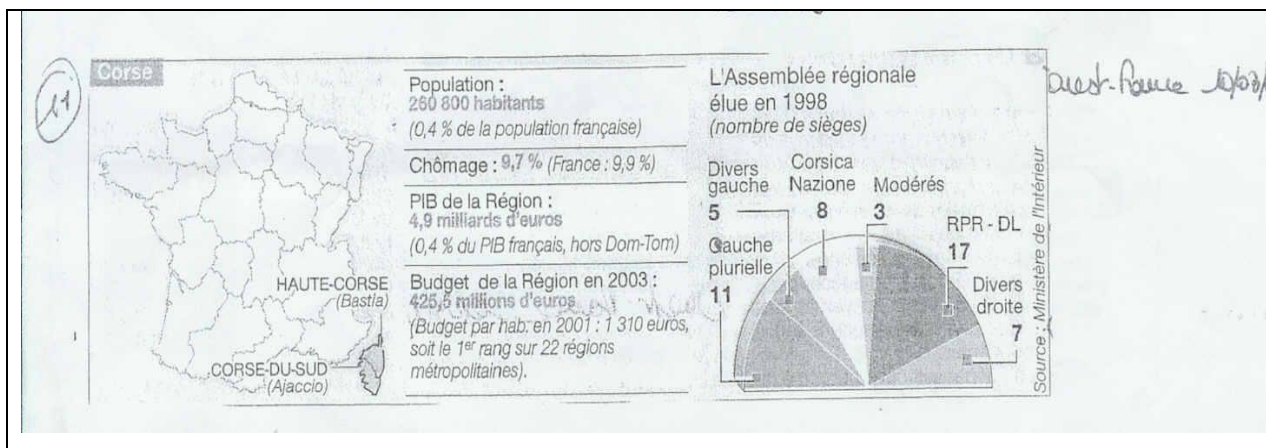 11
Corse
HAUTE-CORSE
(Bastia)
CORSE-DU-SUD
(Ajaccio)
Population :
260 800 habitants
(0,4 % de la population française)
Chômage : 9,7 % (France : 9,9 %)
PIB de la Région :
4,9 milliards d'euros
(0,4 % du PIB français, hors Dom-Tom)
Budget de la Région en 2003 :
425,5 millions d'euros
(Budget par hab. en 2001 : 1 310 euros,
soit le 1er rang sur 22 régions
métropolitaines).
L'Assemblée régionale
élue en 1998
(nombre de sièges)
Divers
gauche
5
Corsica
Nazione
8
Modérés
3
RPR - DL
17
Gauche
plurielle
11
Divers
droite
7
Source : Ministère de l'Intérieur
Ouest-France